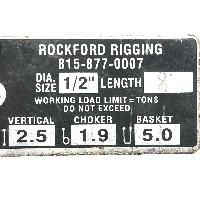 ROCKFORD RIGGING
815-877-0007
DIA. SIZE 1/2" LENGTH
WORKING LOAD LIMIT=TONS
DO NOT EXCEED
VERTICAL CHOKER BASKET
2.5 1.9 5.0